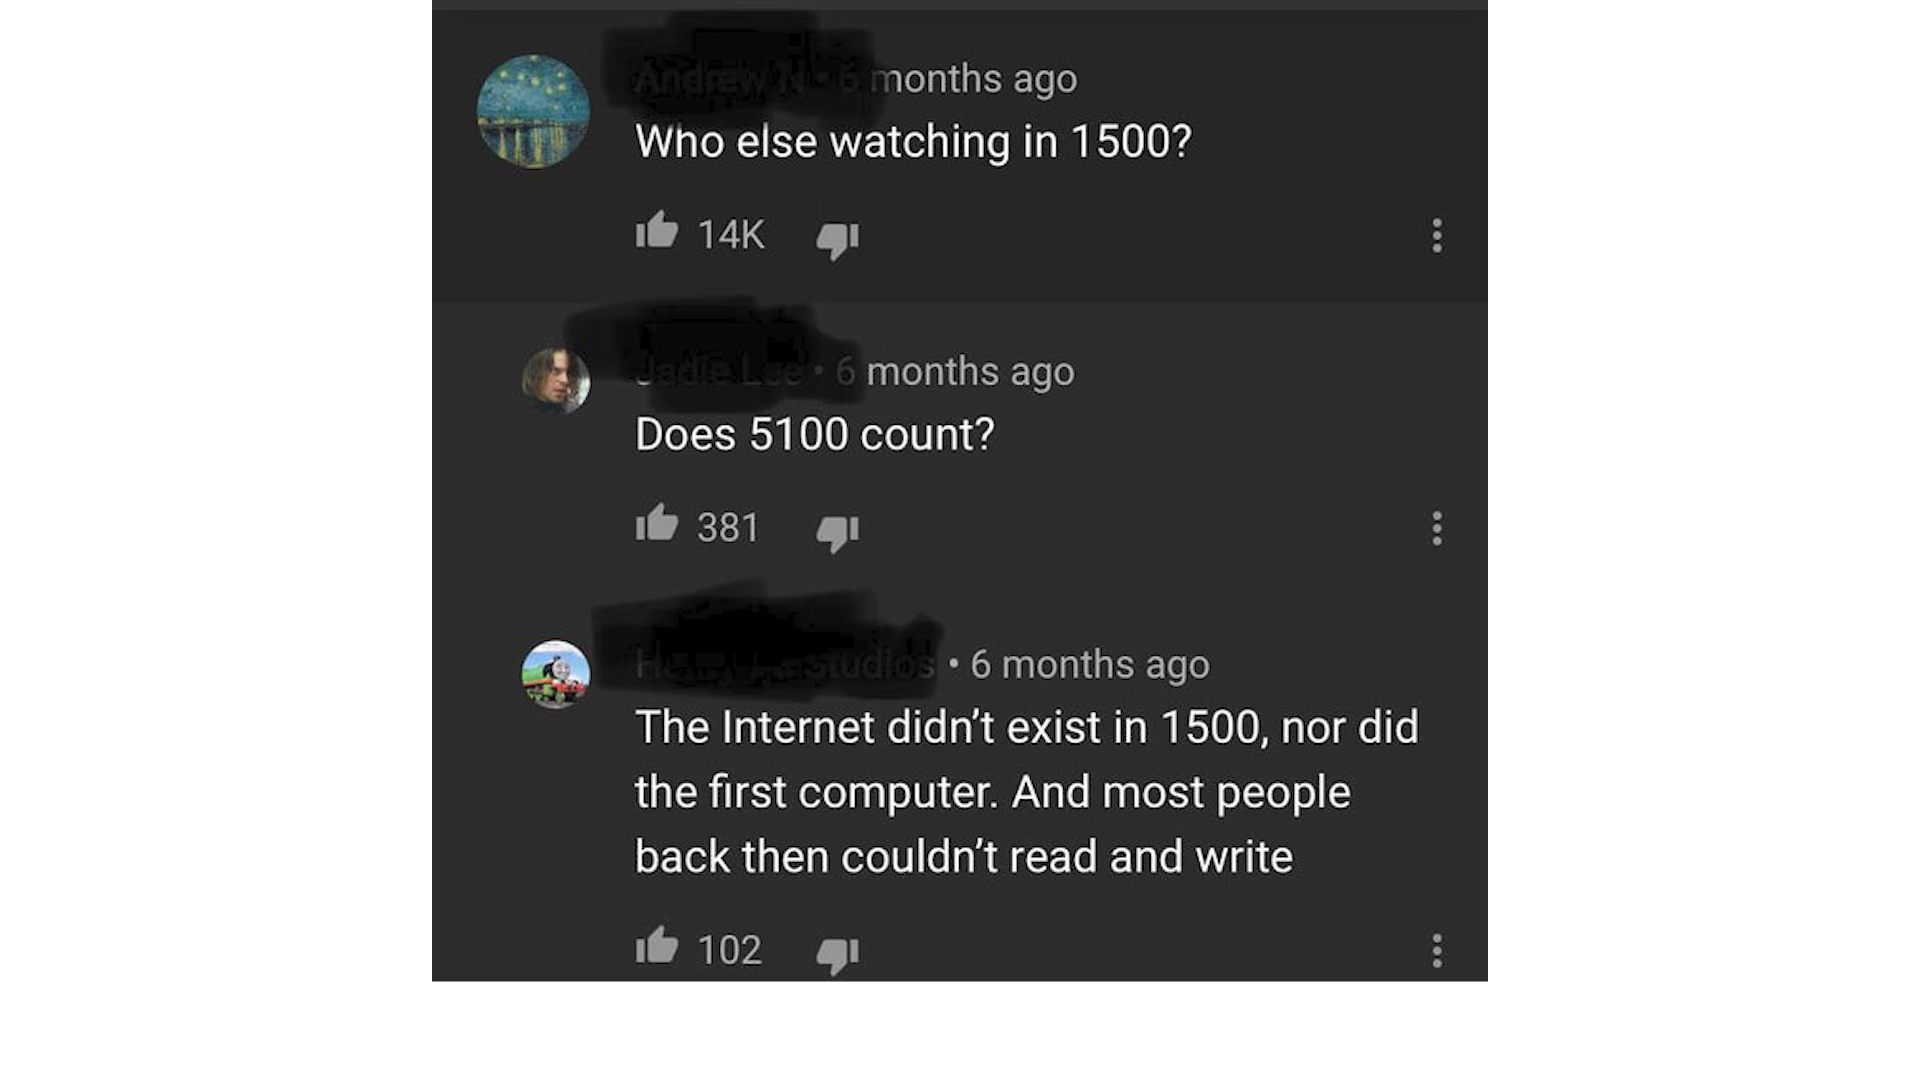 months ago
Who else watching in 1500?
14K
• 6 months ago
Does 5100 count?
381
Studios • 6 months ago
The Internet didn’t exist in 1500, nor did
the first computer. And most people
back then couldn’t read and write
102